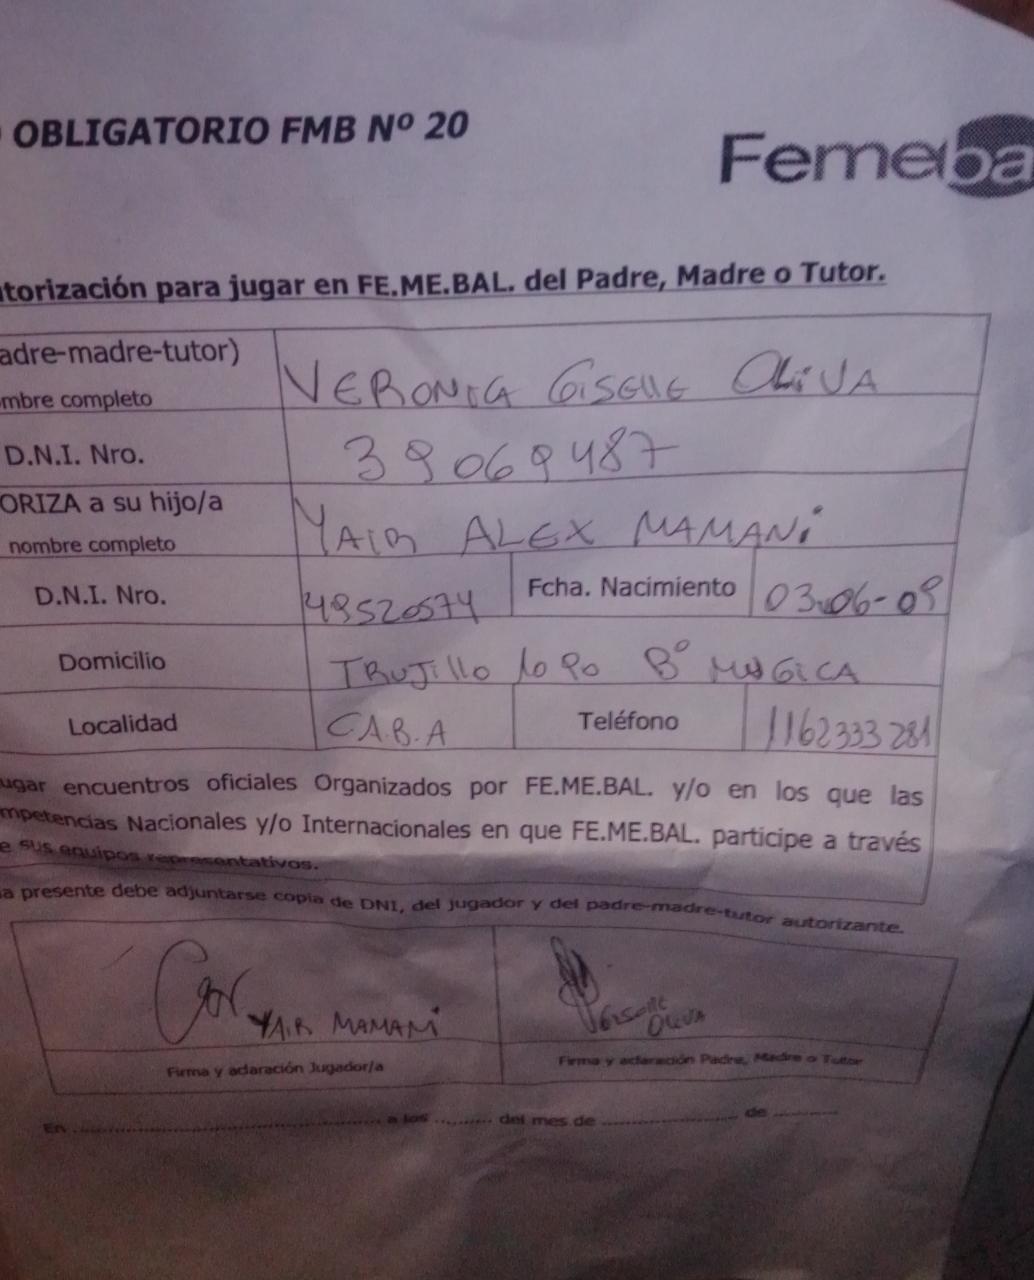 OBLIGATORIO FMB Nº 20
Femeba
torización para jugar en FE.ME.BAL. del Padre, Madre o Tutor.
adre-madre-tutor)
mbre completo
VERONICA GISELLE OLIVA
D.N.I. Nro.
39069487
ORIZA a su hijo/a
nombre completo
YAIR ALEX MAMANI
D.N.I. Nro.
49520574
Fcha. Nacimiento
03-06-09
Domicilio
TRUJILLO B° MUGICA
Localidad
C.A.B.A
Teléfono
1162333281
ugar encuentros oficiales Organizados por FE.ME.BAL. y/o en los que las
mpetencias Nacionales y/o Internacionales en que FE.ME.BAL. participe a través
e sus equipos representativos.
a presente debe adjuntarse copia de DNI, del jugador y del padre-madre-tutor autorizante.
YAIR MAMANI
GISELLE
OLIVA
Firma y aclaración Jugador/a
Firma y aclaración Padre, Madre o Tutor
En ........................................ a los .......... del mes de ........................ de ............